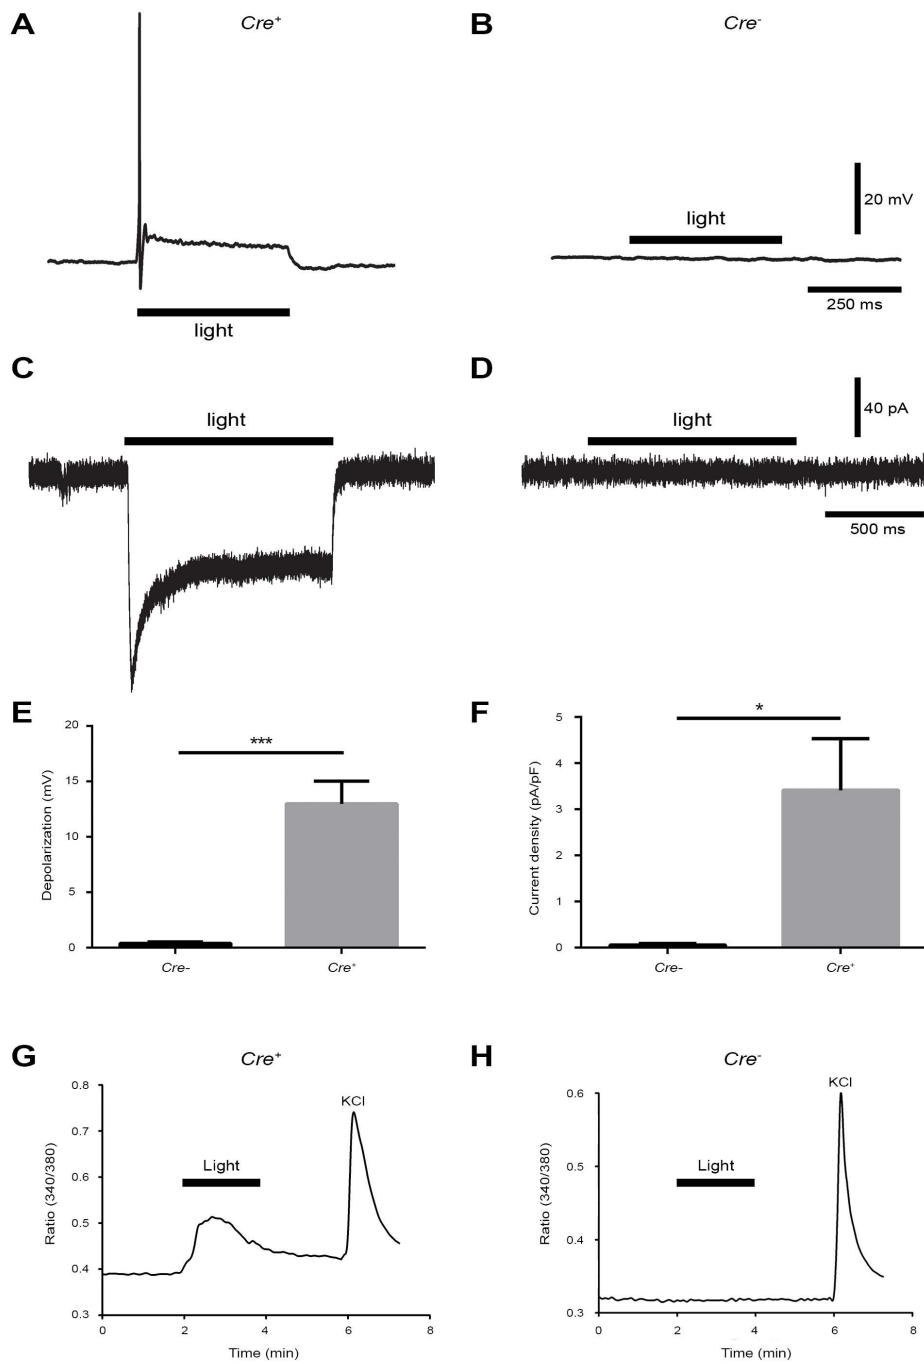 A
Cre⁺
B
Cre⁻
20 mV
light
250 ms
light
C
D
light
light
40 pA
500 ms
E
F
20
15
10
5
0
Depolarization (mV)
***
Cre-
Cre⁺
5
4
3
2
1
0
Current density (pA/pF)
*
Cre-
Cre⁺
G
Cre⁺
H
Cre⁻
0.8
0.7
0.6
0.5
0.4
0.3
Ratio (340/380)
Light
KCl
0
2
4
6
8
Time (min)
0.6
0.5
0.4
0.3
Ratio (340/380)
Light
KCl
0
2
4
6
8
Time (min)